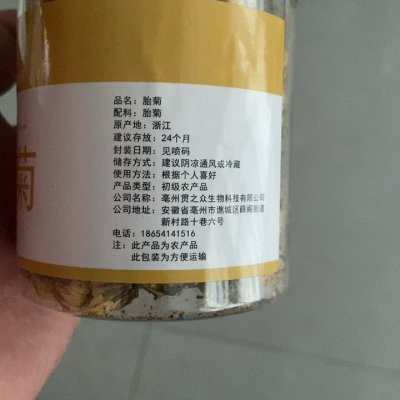 菊
品名：胎菊
配料：胎菊
原产地：浙江
建议存放：24个月
封装日期：见喷码
储存方式：建议阴凉通风或冷藏
使用方法：根据个人喜好
产品类型：初级农产品
公司名称：亳州贯之众生物科技有限公司
公司地址：安徽省亳州市谯城区薛阁街道
新村路十巷六号
电话：18654141516
注：此产品为农产品
此包装为方便运输